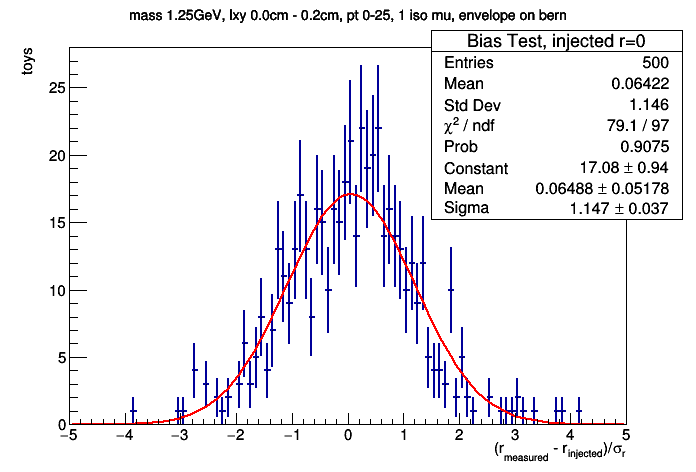 mass 1.25GeV, lxy 0.0cm - 0.2cm, pt 0-25, 1 iso mu, envelope on bern
Bias Test, injected r=0
Entries 500
Mean 0.06422
Std Dev 1.146
χ² / ndf 79.1 / 97
Prob 0.9075
Constant 17.08 ± 0.94
Mean 0.06488 ± 0.05178
Sigma 1.147 ± 0.037
toys
25
20
15
10
5
0
−5 −4 −3 −2 −1 0 1 2 3 4 5
(r_measured - r_injected)/σ_r